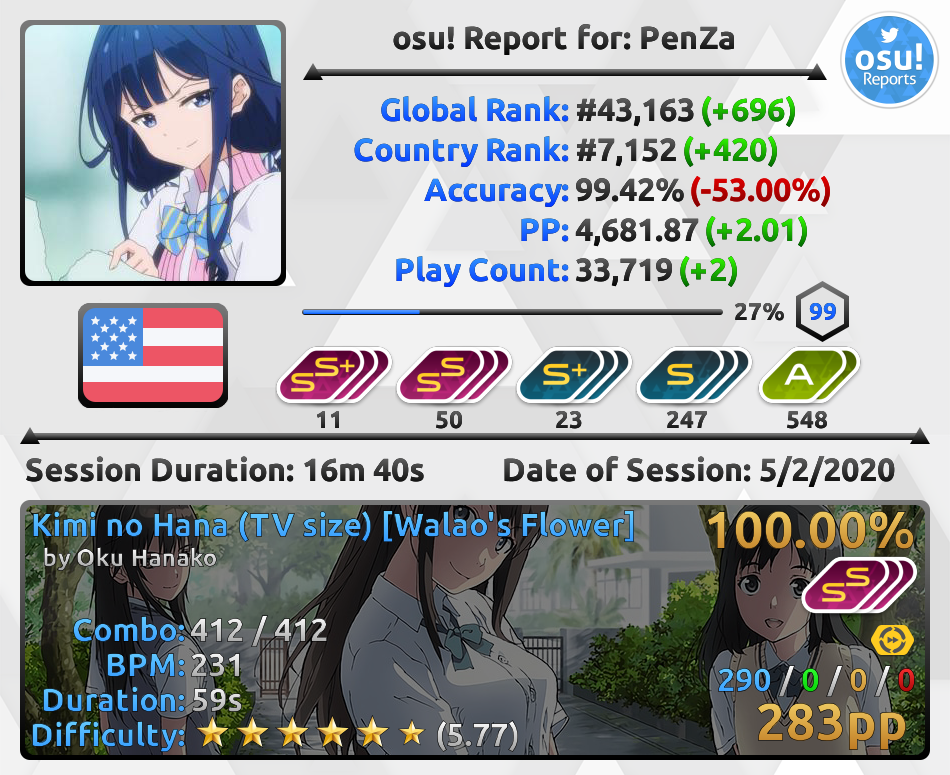 osu! Report for: PenZa
osu!
Reports
Global Rank: #43,163 (+696)
Country Rank: #7,152 (+420)
Accuracy: 99.42% (-53.00%)
PP: 4,681.87 (+2.01)
Play Count: 33,719 (+2)
27% 99
SS+ SS S+ S A
11 50 23 247 548
Session Duration: 16m 40s Date of Session: 5/2/2020
Kimi no Hana (TV size) [Walao's Flower] 100.00%
by Oku Hanako
SS
Combo: 412 / 412
BPM: 231
Duration: 59s 290 / 0 / 0 / 0
Difficulty: (5.77) 283pp